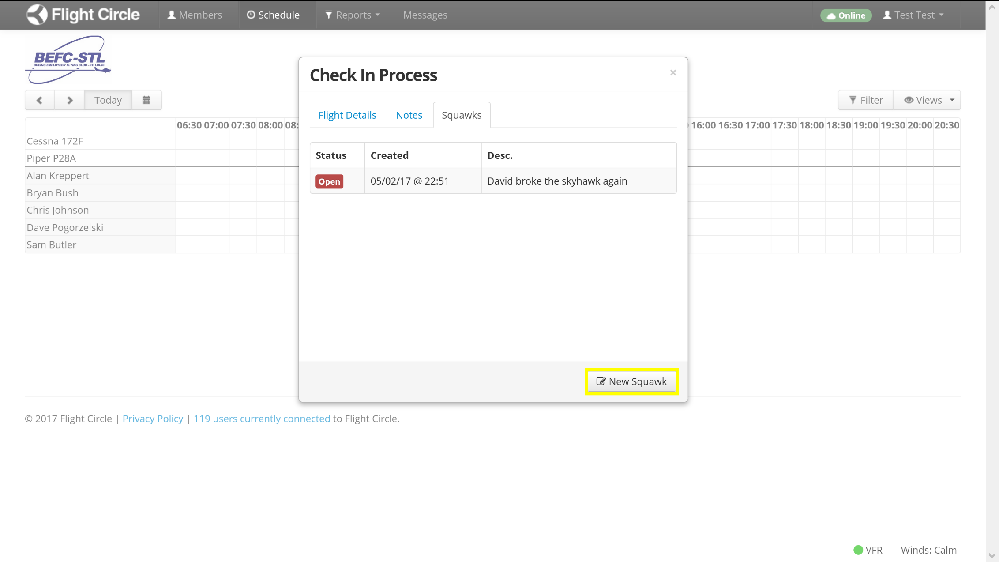 Flight Circle Members Schedule Reports Messages Online Test Test
BEFC-STL
BOEING EMPLOYEES' FLYING CLUB - ST. LOUIS
Check In Process ×
Today Filter Views
Flight Details Notes Squawks
06:30 07:00 07:30 08:00 08: 16:00 16:30 17:00 17:30 18:00 18:30 19:00 19:30 20:00 20:30
Cessna 172F
Piper P28A
Alan Kreppert
Bryan Bush
Chris Johnson
Dave Pogorzelski
Sam Butler
Status Created Desc.
Open 05/02/17 @ 22:51 David broke the skyhawk again
New Squawk
© 2017 Flight Circle | Privacy Policy | 119 users currently connected to Flight Circle.
VFR Winds: Calm